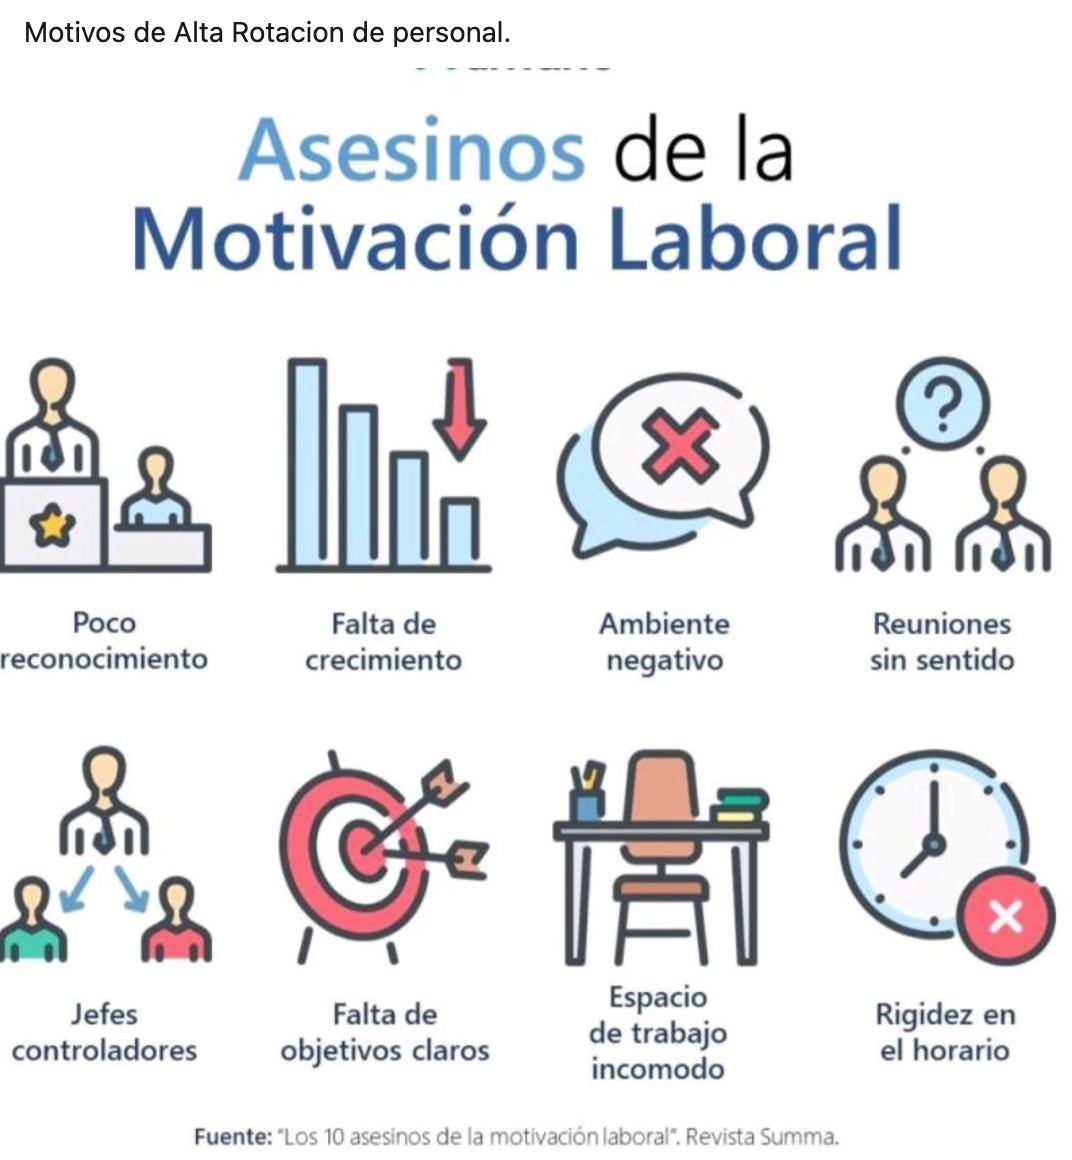 Motivos de Alta Rotacion de personal.
Asesinos de la
Motivación Laboral
Poco
reconocimiento
Falta de
crecimiento
Ambiente
negativo
Reuniones
sin sentido
Jefes
controladores
Falta de
objetivos claros
Espacio
de trabajo
incomodo
Rigidez en
el horario
Fuente: "Los 10 asesinos de la motivación laboral". Revista Summa.